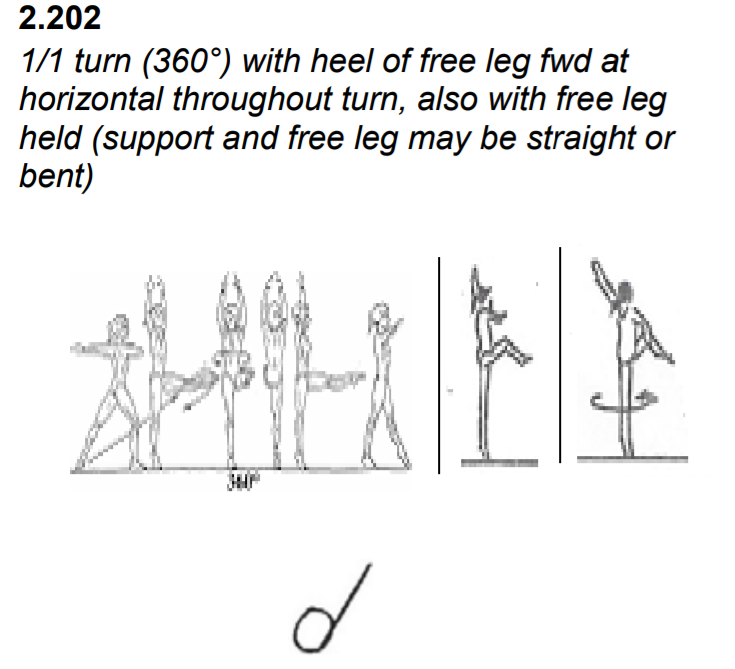 2.202
1/1 turn (360°) with heel of free leg fwd at
horizontal throughout turn, also with free leg
held (support and free leg may be straight or
bent)
360°